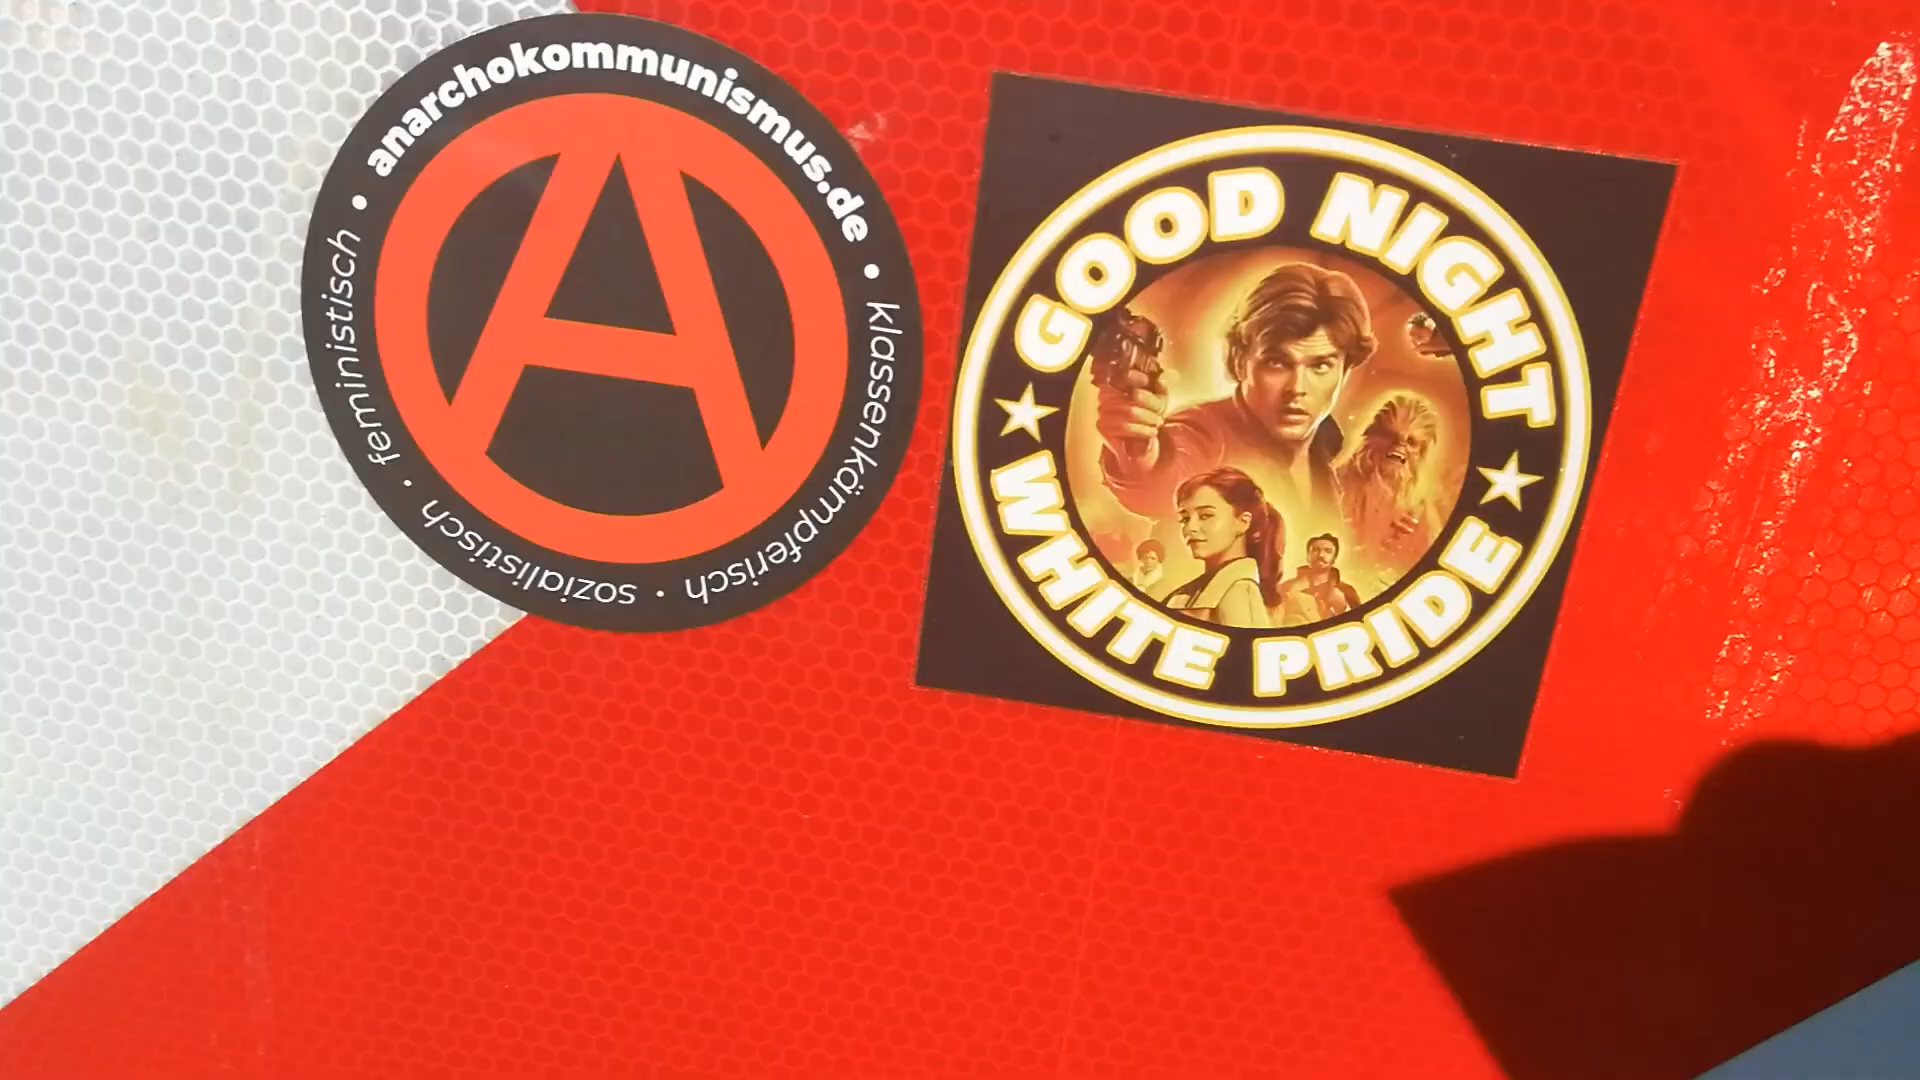 anarchokommunismus.de
klassenkämpferisch · sozialistisch · feministisch
GOOD NIGHT
WHITE PRIDE